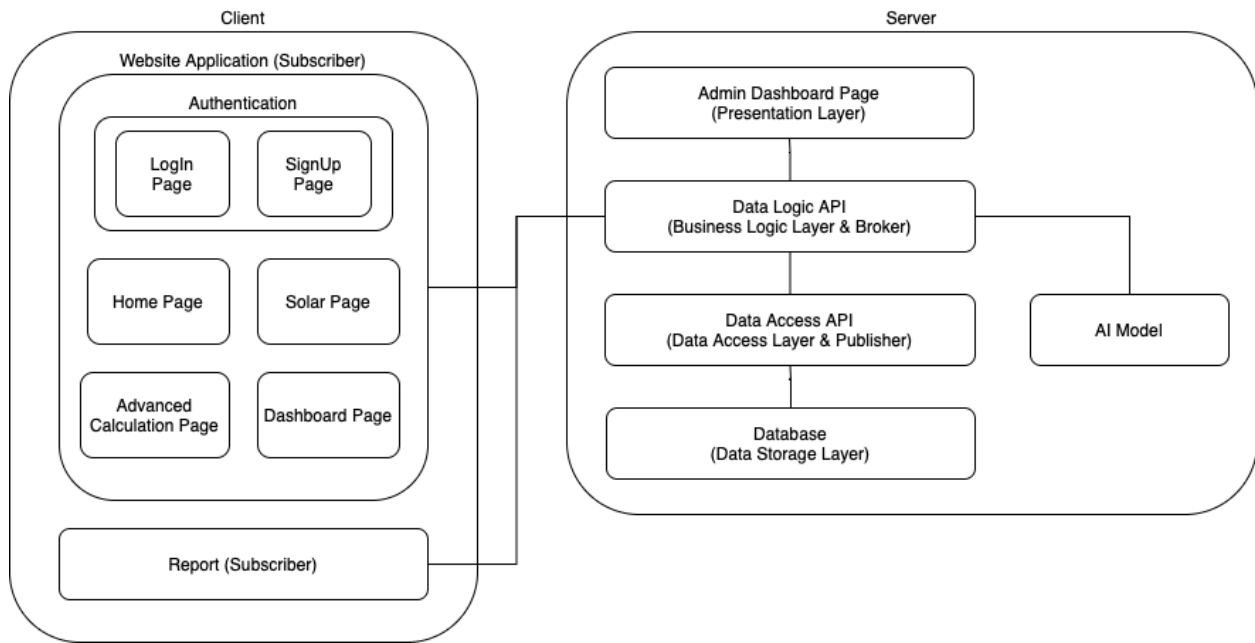 Client
Website Application (Subscriber)
Authentication
LogIn
Page
SignUp
Page
Home Page
Solar Page
Advanced
Calculation Page
Dashboard Page
Report (Subscriber)
Server
Admin Dashboard Page
(Presentation Layer)
Data Logic API
(Business Logic Layer & Broker)
Data Access API
(Data Access Layer & Publisher)
AI Model
Database
(Data Storage Layer)